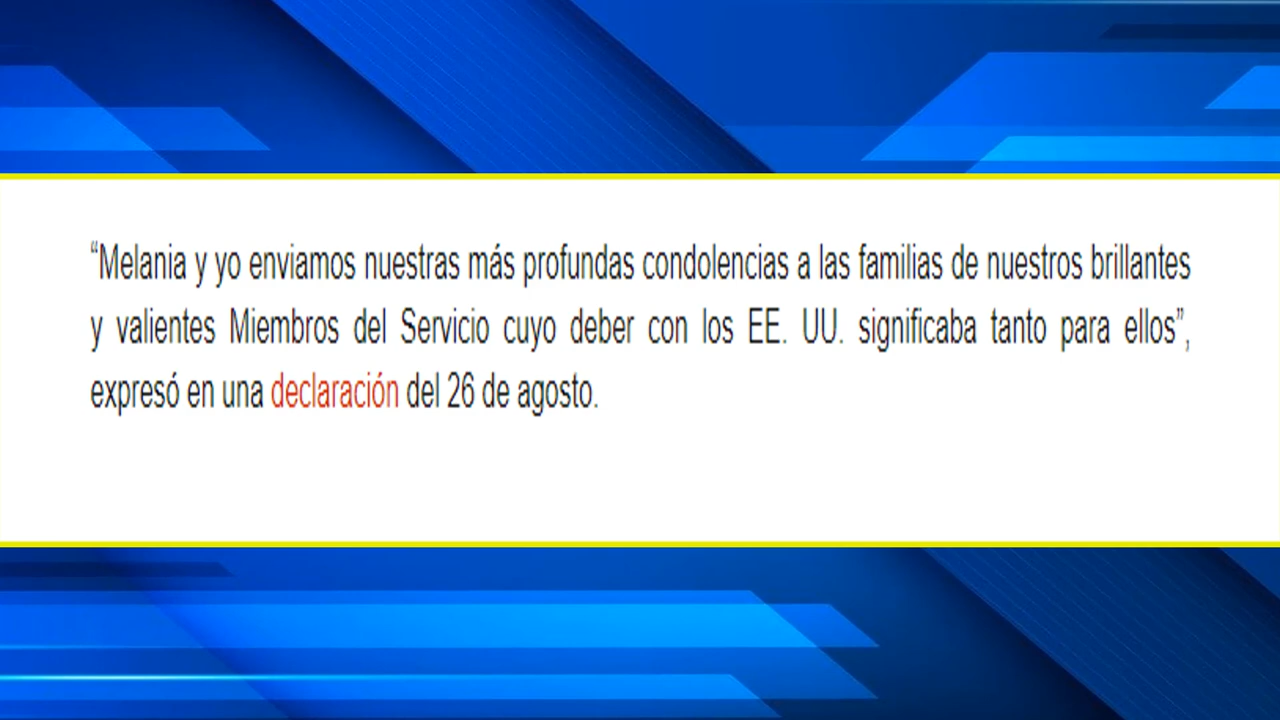 “Melania y yo enviamos nuestras más profundas condolencias a las familias de nuestros brillantes
y valientes Miembros del Servicio cuyo deber con los EE. UU. significaba tanto para ellos”,
expresó en una declaración del 26 de agosto.